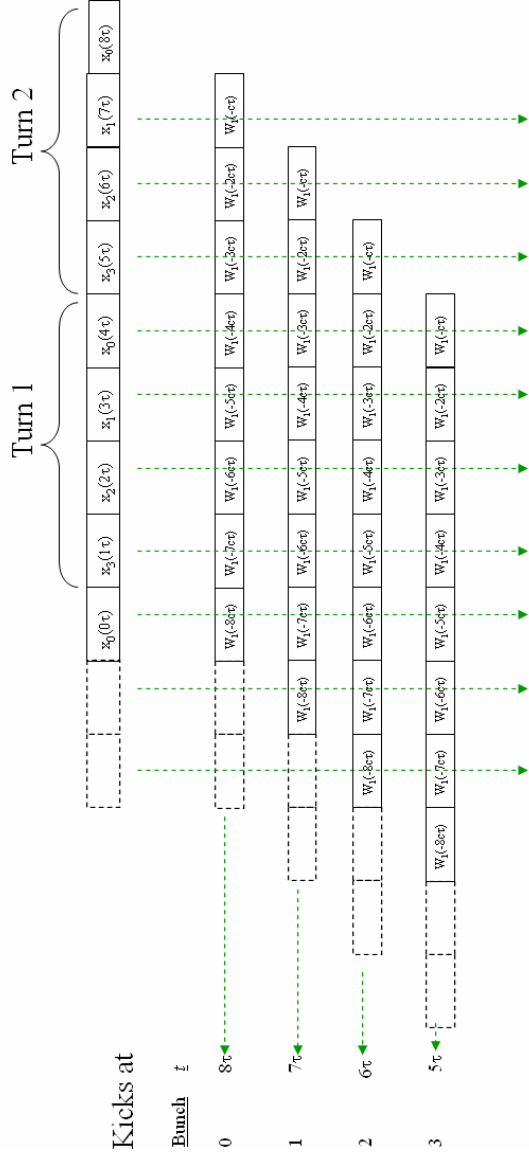 Turn 1 Turn 2
x₀(0τ) x₃(1τ) x₂(2τ) x₁(3τ) x₀(4τ) x₃(5τ) x₂(6τ) x₁(7τ) x₀(8τ)
Kicks at
Bunch t
0 8τ W₁(-8cτ) W₁(-7cτ) W₁(-6cτ) W₁(-5cτ) W₁(-4cτ) W₁(-3cτ) W₁(-2cτ) W₁(-cτ)
1 7τ W₁(-8cτ) W₁(-7cτ) W₁(-6cτ) W₁(-5cτ) W₁(-4cτ) W₁(-3cτ) W₁(-2cτ) W₁(-cτ)
2 6τ W₁(-8cτ) W₁(-7cτ) W₁(-6cτ) W₁(-5cτ) W₁(-4cτ) W₁(-3cτ) W₁(-2cτ) W₁(-cτ)
3 5τ W₁(-8cτ) W₁(-7cτ) W₁(-6cτ) W₁(-5cτ) W₁(-4cτ) W₁(-3cτ) W₁(-2cτ) W₁(-cτ)